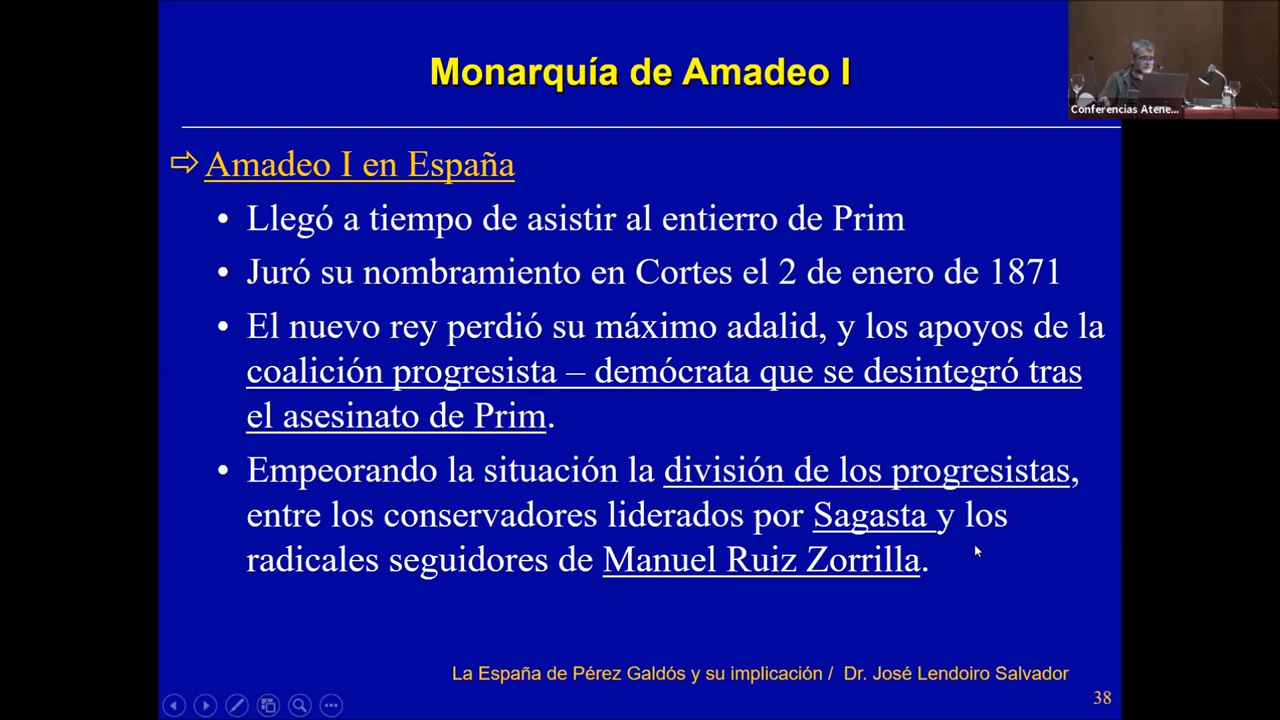 Monarquía de Amadeo I
Conferencias Atene...
⇨ Amadeo I en España
• Llegó a tiempo de asistir al entierro de Prim
• Juró su nombramiento en Cortes el 2 de enero de 1871
• El nuevo rey perdió su máximo adalid, y los apoyos de la
coalición progresista – demócrata que se desintegró tras
el asesinato de Prim.
• Empeorando la situación la división de los progresistas,
entre los conservadores liderados por Sagasta y los
radicales seguidores de Manuel Ruiz Zorrilla.
La España de Pérez Galdós y su implicación / Dr. José Lendoiro Salvador
38